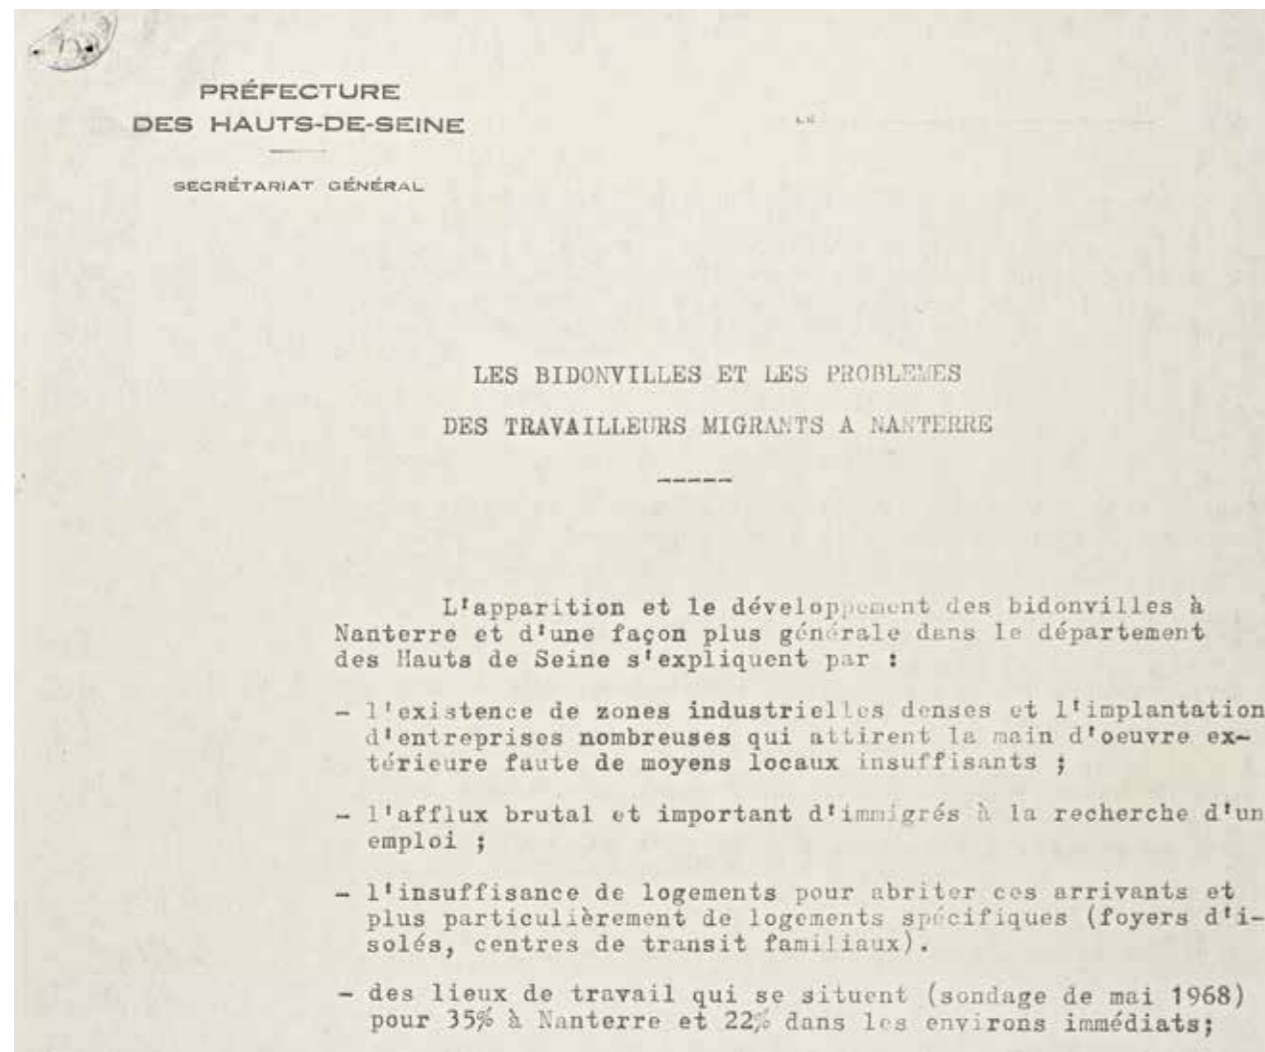 PRÉFECTURE
DES HAUTS-DE-SEINE
SECRÉTARIAT GÉNÉRAL
LE
LES BIDONVILLES ET LES PROBLEMES
DES TRAVAILLEURS MIGRANTS A NANTERRE
-----
L'apparition et le développement des bidonvilles à
Nanterre et d'une façon plus générale dans le département
des Hauts de Seine s'expliquent par :
- l'existence de zones industrielles denses et l'implantation
d'entreprises nombreuses qui attirent la main d'oeuvre ex-
térieure faute de moyens locaux insuffisants ;
- l'afflux brutal et important d'immigrés à la recherche d'un
emploi ;
- l'insuffisance de logements pour abriter ces arrivants et
plus particulièrement de logements spécifiques (foyers d'i-
solés, centres de transit familiaux).
- des lieux de travail qui se situent (sondage de mai 1968)
pour 35% à Nanterre et 22% dans les environs immédiats;